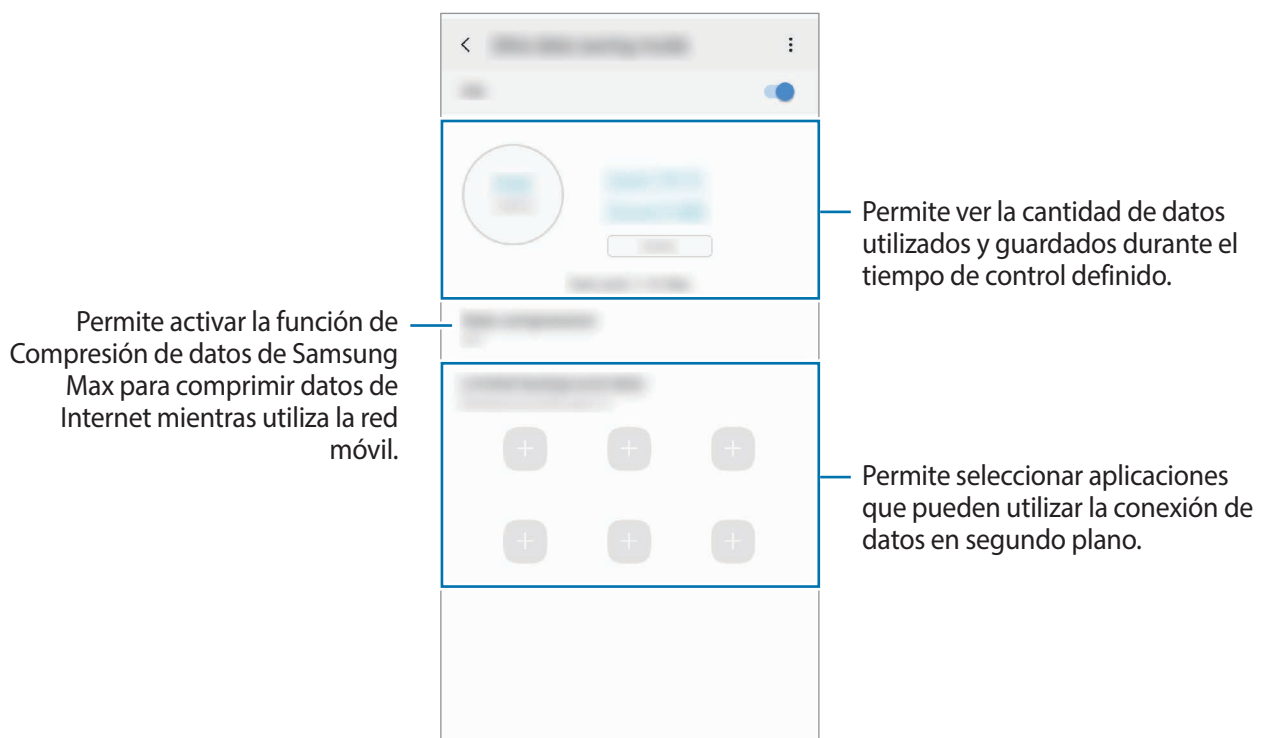 Permite ver la cantidad de datos
utilizados y guardados durante el
tiempo de control definido.
Permite activar la función de
Compresión de datos de Samsung
Max para comprimir datos de
Internet mientras utiliza la red
móvil.
Permite seleccionar aplicaciones
que pueden utilizar la conexión de
datos en segundo plano.